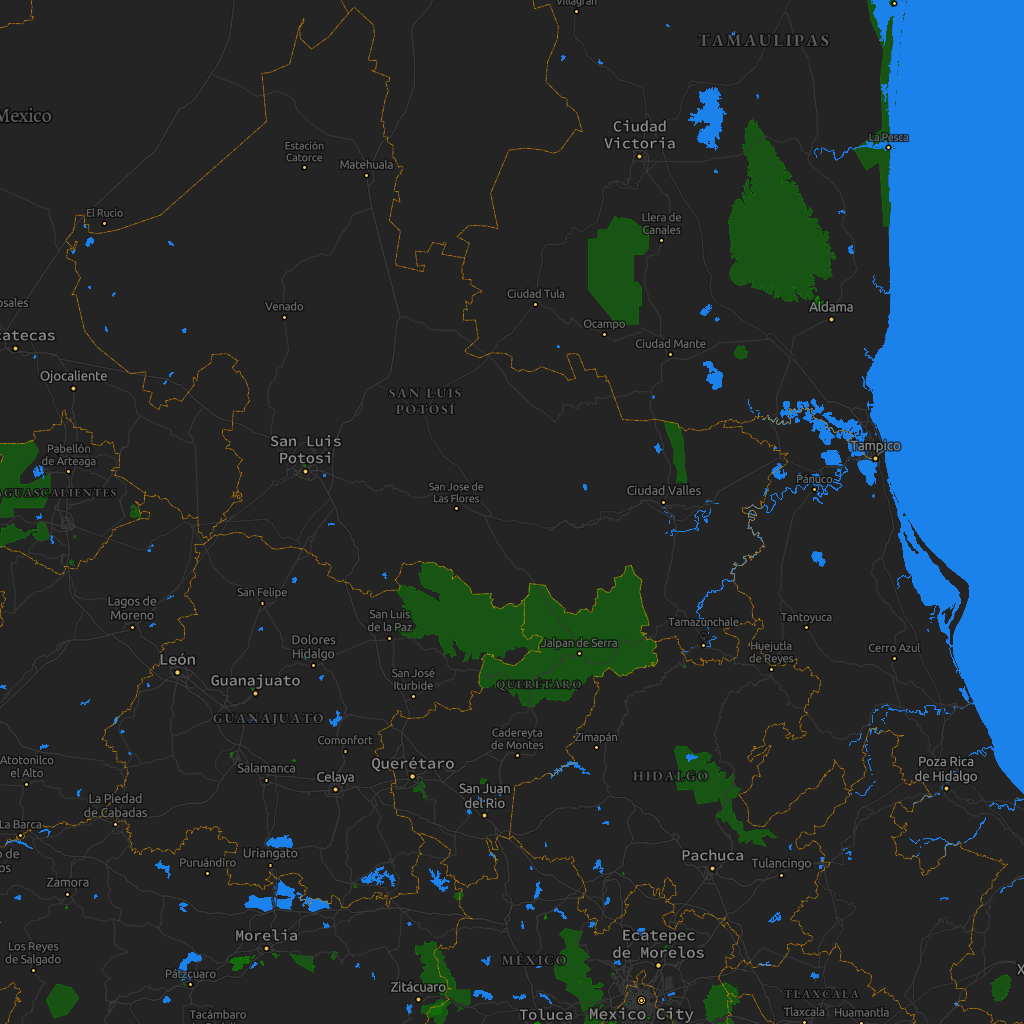 Villagrán
TAMAULIPAS
Mexico
Ciudad
Victoria
La Pesca
Estación
Catorce
Matehuala
El Rucio
Llera de
Canales
Ciudad Tula
Venado
Aldama
Ocampo
Ciudad Mante
Ojocaliente
SAN LUIS
POTOSÍ
San Luis
Potosi
Tampico
Pabellón
de Arteaga
AGUASCALIENTES
San Jose de
Las Flores
Ciudad Valles
Pánuco
San Felipe
Lagos de
Moreno
San Luis
de la Paz
Dolores
Hidalgo
Jalpan de Serra
Tamazunchale
Tantoyuca
Huejutla
de Reyes
Cerro Azul
León
Guanajuato
San José
Iturbide
QUERÉTARO
GUANAJUATO
Cadereyta
de Montes
Zimapán
Comonfort
Querétaro
Atotonilco
el Alto
Salamanca
Celaya
HIDALGO
Poza Rica
de Hidalgo
San Juan
del Rio
La Piedad
de Cabadas
La Barca
Uriangato
Puruándiro
Pachuca
Tulancingo
Zamora
Morelia
Ecatepec
de Morelos
Los Reyes
de Salgado
MÉXICO
Pátzcuaro
Zitácuaro
TLAXCALA
Tacámbaro
Toluca
Mexico City
Tlaxcala
Huamantla